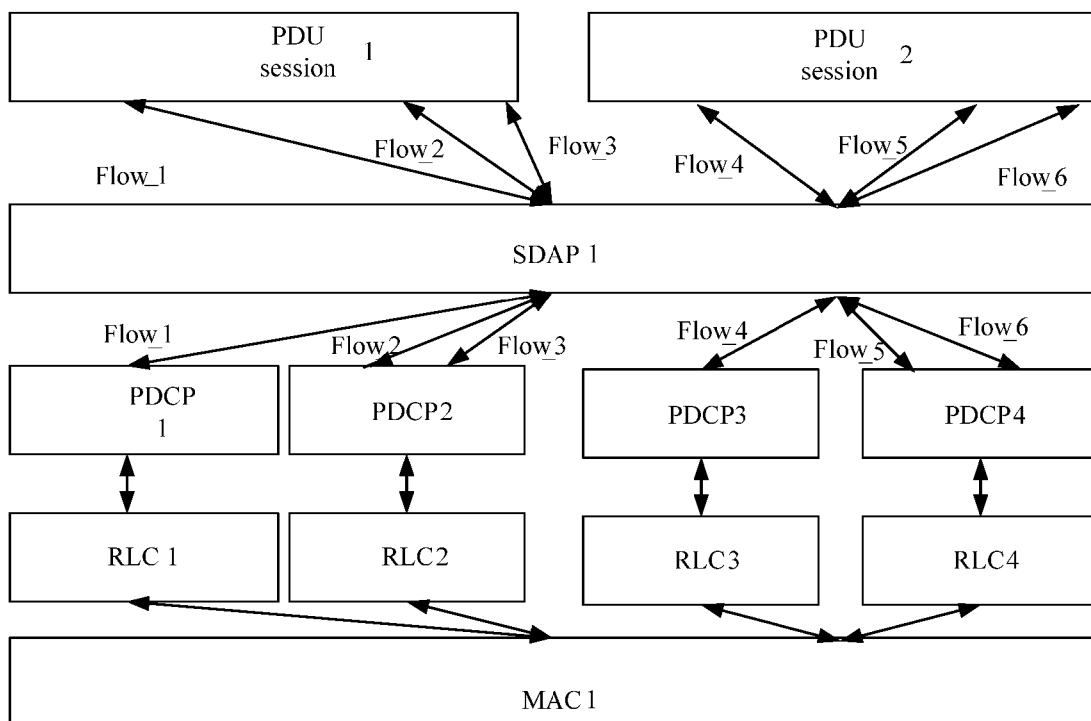 PDU
session 1
PDU
session 2
Flow_1
Flow_2
Flow_3
Flow_4
Flow_5
Flow_6
SDAP 1
Flow_1
Flow_2
Flow_3
Flow_4
Flow_5
Flow_6
PDCP
1
PDCP2
PDCP3
PDCP4
RLC 1
RLC2
RLC3
RLC4
MAC 1